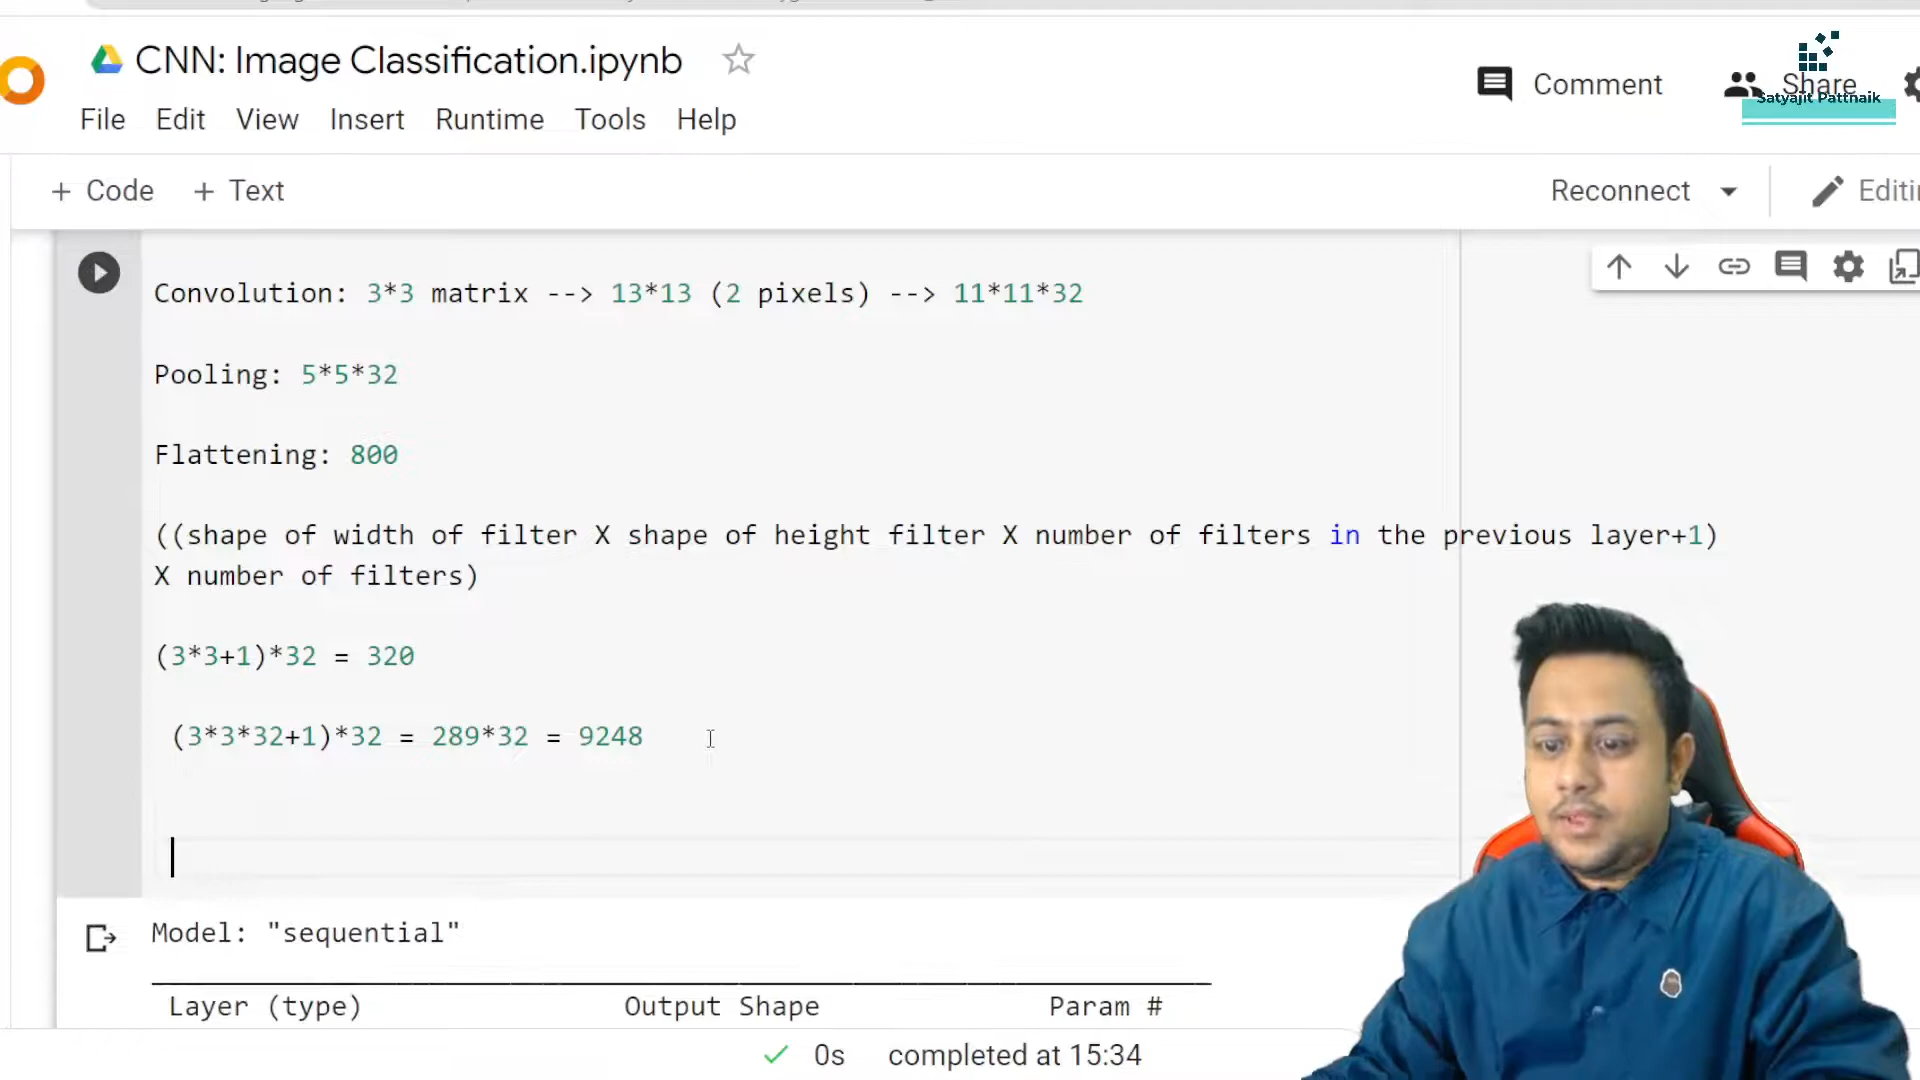 CNN: Image Classification.ipynb
Comment
Share
Satyajit Pattnaik
File Edit View Insert Runtime Tools Help
+ Code + Text
Reconnect
Convolution: 3*3 matrix --> 13*13 (2 pixels) --> 11*11*32
Pooling: 5*5*32
Flattening: 800
((shape of width of filter X shape of height filter X number of filters in the previous layer+1)
X number of filters)
(3*3+1)*32 = 320
(3*3*32+1)*32 = 289*32 = 9248
Model: "sequential"
Layer (type) Output Shape Param #
0s completed at 15:34